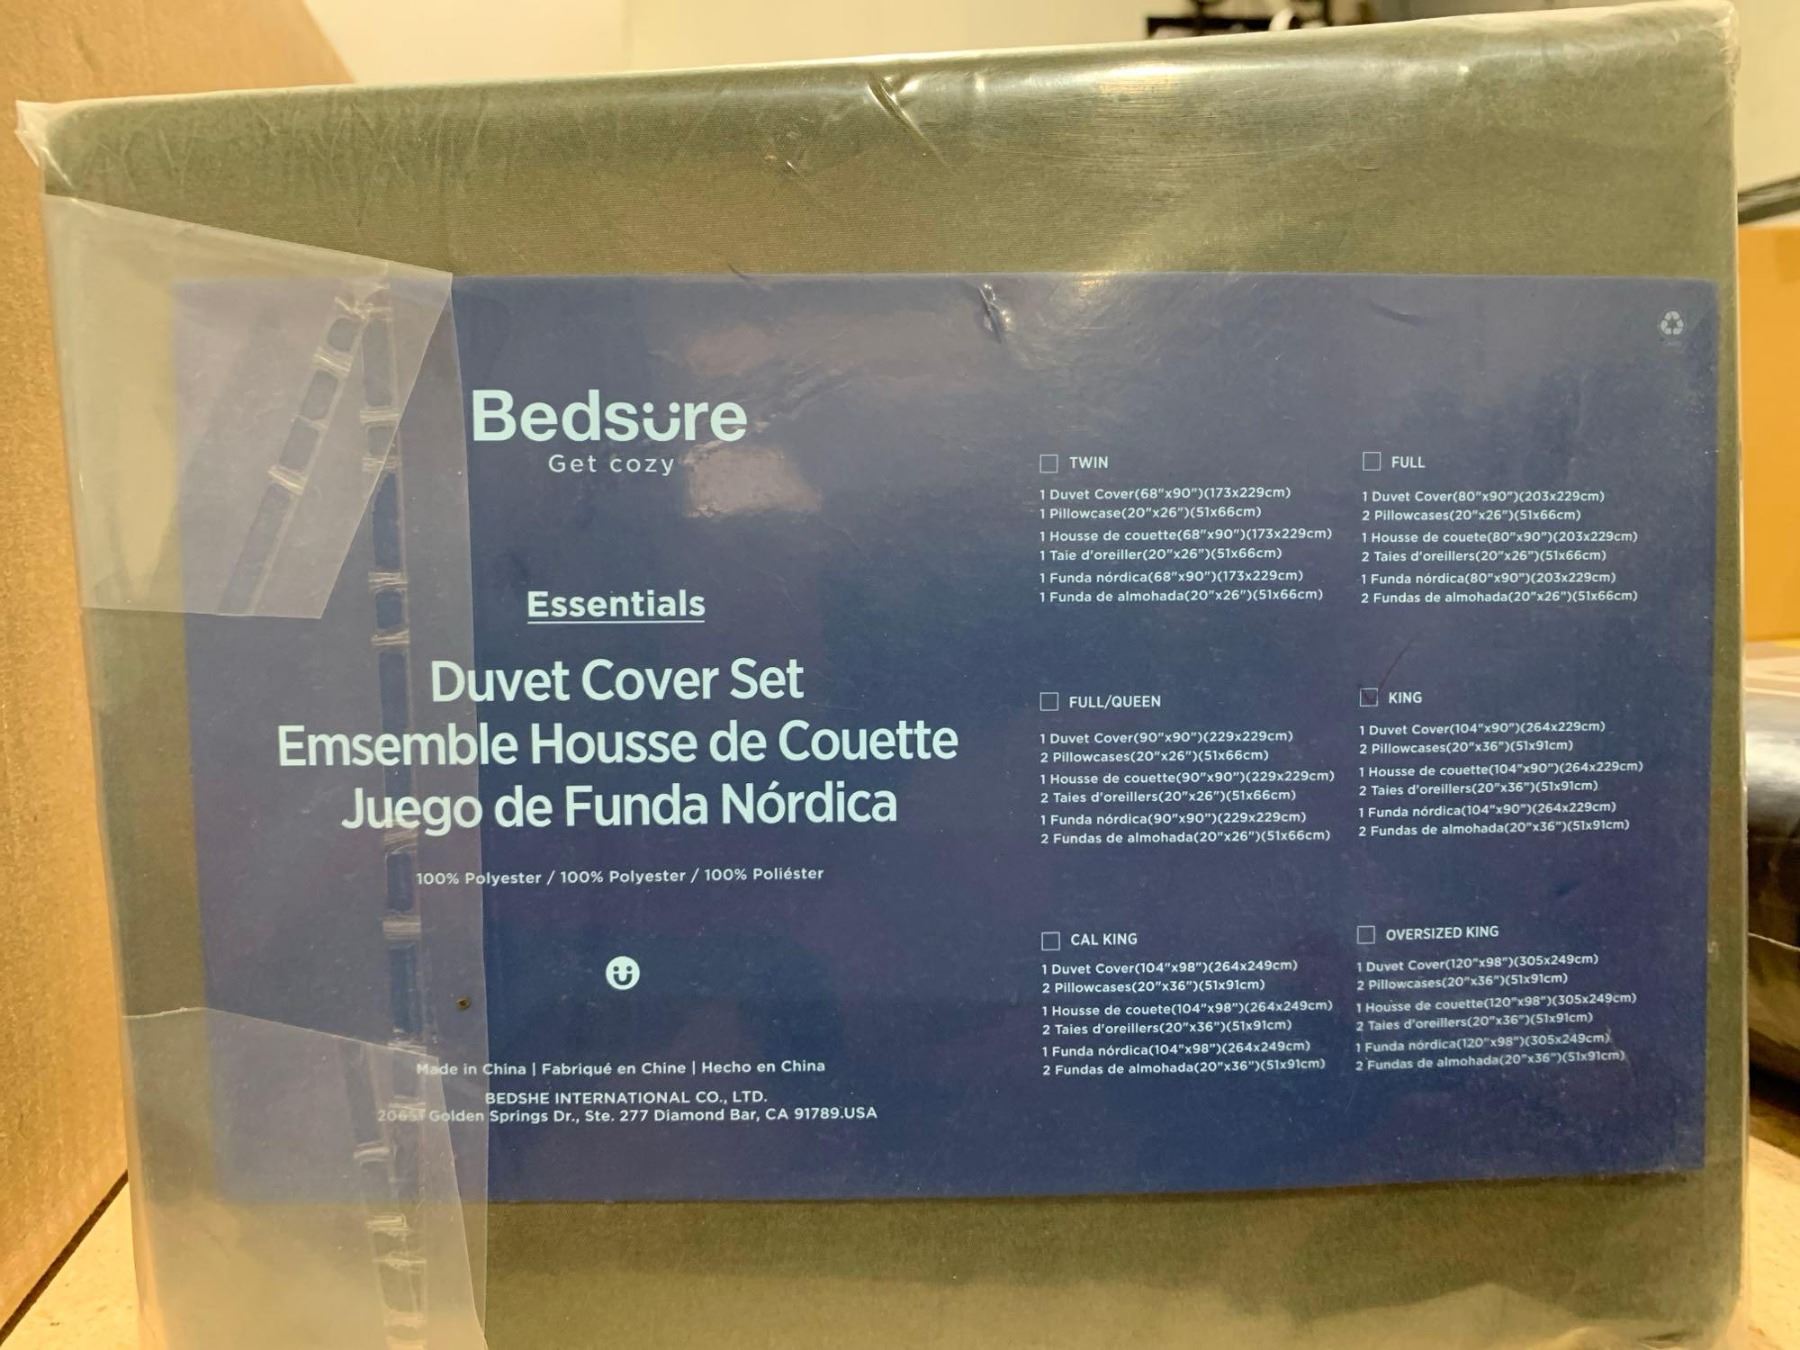 Bedsure
Get cozy
Essentials
Duvet Cover Set
Emsemble Housse de Couette
Juego de Funda Nórdica
100% Polyester / 100% Polyester / 100% Poliéster
Made in China | Fabriqué en Chine | Hecho en China
BEDSHE INTERNATIONAL CO., LTD.
Golden Springs Dr., Ste. 277 Diamond Bar, CA 91789.USA
TWIN
1 Duvet Cover(68"x90")(173x229cm)
1 Pillowcase(20"x26")(51x66cm)
1 Housse de couette(68"x90")(173x229cm)
1 Taie d'oreiller(20"x26")(51x66cm)
1 Funda nórdica(68"x90")(173x229cm)
1 Funda de almohada(20"x26")(51x66cm)
FULL
1 Duvet Cover(80"x90")(203x229cm)
2 Pillowcases(20"x26")(51x66cm)
1 Housse de couete(80"x90")(203x229cm)
2 Taies d'oreillers(20"x26")(51x66cm)
1 Funda nórdica(80"x90")(203x229cm)
2 Fundas de almohada(20"x26")(51x66cm)
FULL/QUEEN
1 Duvet Cover(90"x90")(229x229cm)
2 Pillowcases(20"x26")(51x66cm)
1 Housse de couette(90"x90")(229x229cm)
2 Taies d'oreillers(20"x26")(51x66cm)
1 Funda nórdica(90"x90")(229x229cm)
2 Fundas de almohada(20"x26")(51x66cm)
KING
1 Duvet Cover(104"x90")(264x229cm)
2 Pillowcases(20"x36")(51x91cm)
1 Housse de couette(104"x90")(264x229cm)
2 Taies d'oreillers(20"x36")(51x91cm)
1 Funda nórdica(104"x90")(264x229cm)
2 Fundas de almohada(20"x36")(51x91cm)
CAL KING
1 Duvet Cover(104"x98")(264x249cm)
2 Pillowcases(20"x36")(51x91cm)
1 Housse de couete(104"x98")(264x249cm)
2 Taies d'oreillers(20"x36")(51x91cm)
1 Funda nórdica(104"x98")(264x249cm)
2 Fundas de almohada(20"x36")(51x91cm)
OVERSIZED KING
1 Duvet Cover(120"x98")(305x249cm)
2 Pillowcases(20"x36")(51x91cm)
1 Housse de couette(120"x98")(305x249cm)
2 Taies d'oreillers(20"x36")(51x91cm)
1 Funda nórdica(120"x98")(305x249cm)
2 Fundas de almohada(20"x36")(51x91cm)